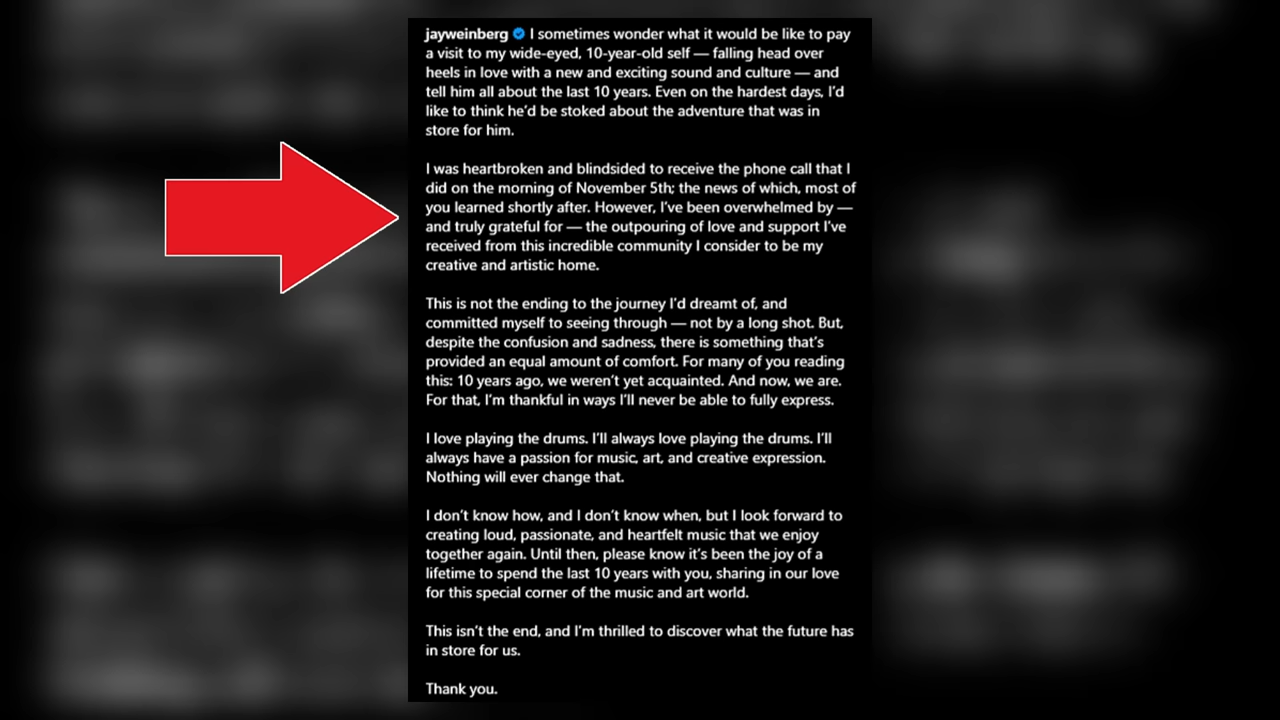 jayweinberg I sometimes wonder what it would be like to pay
a visit to my wide-eyed, 10-year-old self — falling head over
heels in love with a new and exciting sound and culture — and
tell him all about the last 10 years. Even on the hardest days, I'd
like to think he'd be stoked about the adventure that was in
store for him.
I was heartbroken and blindsided to receive the phone call that I
did on the morning of November 5th; the news of which, most of
you learned shortly after. However, I've been overwhelmed by —
and truly grateful for — the outpouring of love and support I've
received from this incredible community I consider to be my
creative and artistic home.
This is not the ending to the journey I'd dreamt of, and
committed myself to seeing through — not by a long shot. But,
despite the confusion and sadness, there is something that's
provided an equal amount of comfort. For many of you reading
this: 10 years ago, we weren't yet acquainted. And now, we are.
For that, I'm thankful in ways I'll never be able to fully express.
I love playing the drums. I'll always love playing the drums. I'll
always have a passion for music, art, and creative expression.
Nothing will ever change that.
I don't know how, and I don't know when, but I look forward to
creating loud, passionate, and heartfelt music that we enjoy
together again. Until then, please know it's been the joy of a
lifetime to spend the last 10 years with you, sharing in our love
for this special corner of the music and art world.
This isn't the end, and I'm thrilled to discover what the future has
in store for us.
Thank you.